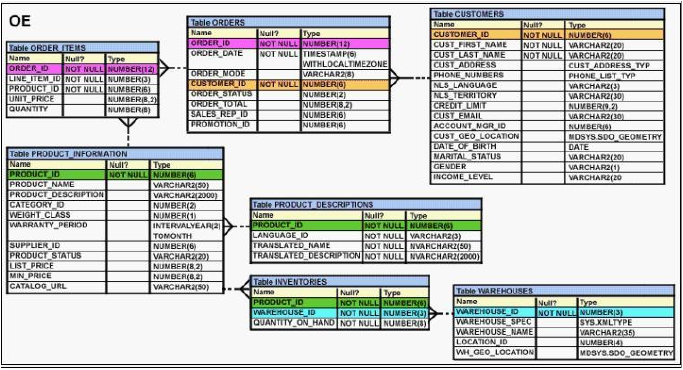 OE
Table ORDER_ITEMS
Name Null? Type
ORDER_ID NOT NULL NUMBER(12)
LINE_ITEM_ID NOT NULL NUMBER(3)
PRODUCT_ID NOT NULL NUMBER(6)
UNIT_PRICE NUMBER(8,2)
QUANTITY NUMBER(8)
Table ORDERS
Name Null? Type
ORDER_ID NOT NULL NUMBER(12)
ORDER_DATE NOT NULL TIMESTAMP(6)
WITHLOCALTIMEZONE
ORDER_MODE VARCHAR2(8)
CUSTOMER_ID NOT NULL NUMBER(6)
ORDER_STATUS NUMBER(2)
ORDER_TOTAL NUMBER(8,2)
SALES_REP_ID NUMBER(6)
PROMOTION_ID NUMBER(6)
Table CUSTOMERS
Name Null? Type
CUSTOMER_ID NOT NULL NUMBER(6)
CUST_FIRST_NAME NOT NULL VARCHAR2(20)
CUST_LAST_NAME NOT NULL VARCHAR2(20)
CUST_ADDRESS CUST_ADDRESS_TYP
PHONE_NUMBERS PHONE_LIST_TYP
NLS_LANGUAGE VARCHAR2(3)
NLS_TERRITORY VARCHAR2(30)
CREDIT_LIMIT NUMBER(9,2)
CUST_EMAIL VARCHAR2(30)
ACCOUNT_MGR_ID NUMBER(6)
CUST_GEO_LOCATION MDSYS.SDO_GEOMETRY
DATE_OF_BIRTH DATE
MARITAL_STATUS VARCHAR2(20)
GENDER VARCHAR2(1)
INCOME_LEVEL VARCHAR2(20
Table PRODUCT_INFORMATION
Name Null? Type
PRODUCT_ID NOT NULL NUMBER(6)
PRODUCT_NAME VARCHAR2(50)
PRODUCT_DESCRIPTION VARCHAR2(2000)
CATEGORY_ID NUMBER(2)
WEIGHT_CLASS NUMBER(1)
WARRANTY_PERIOD INTERVALYEAR(2)
TOMONTH
SUPPLIER_ID NUMBER(6)
PRODUCT_STATUS VARCHAR2(20)
LIST_PRICE NUMBER(8,2)
MIN_PRICE NUMBER(8,2)
CATALOG_URL VARCHAR2(50)
Table PRODUCT_DESCRIPTIONS
Name Null? Type
PRODUCT_ID NOT NULL NUMBER(6)
LANGUAGE_ID NOT NULL VARCHAR2(3)
TRANSLATED_NAME NOT NULL NVARCHAR2(50)
TRANSLATED_DESCRIPTION NOT NULL NVARCHAR2(2000)
Table INVENTORIES
Name Null? Type
PRODUCT_ID NOT NULL NUMBER(6)
WAREHOUSE_ID NOT NULL NUMBER(3)
QUANTITY_ON_HAND NOT NULL NUMBER(8)
Table WAREHOUSES
Name Null? Type
WAREHOUSE_ID NOT NULL NUMBER(3)
WAREHOUSE_SPEC SYS.XMLTYPE
WAREHOUSE_NAME VARCHAR2(35)
LOCATION_ID NUMBER(4)
WH_GEO_LOCATION MDSYS.SDO_GEOMETRY